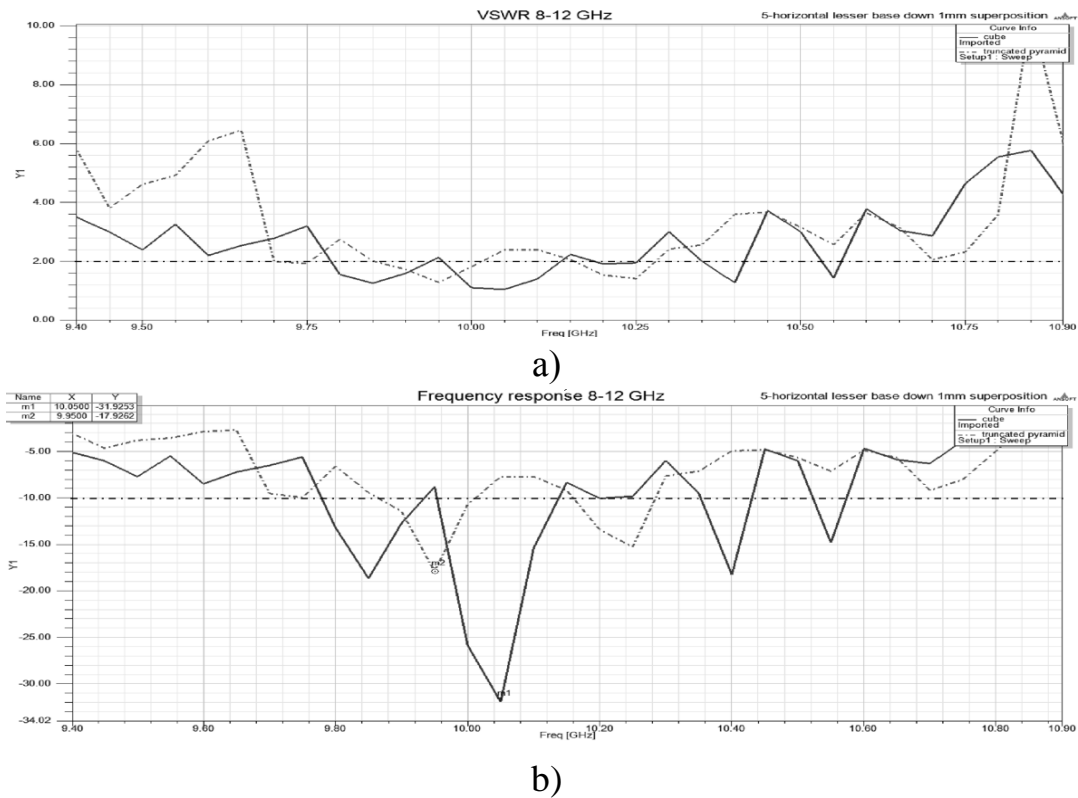 VSWR 8-12 GHz
5-horizontal lesser base down 1mm superposition
ANSOFT
Curve Info
cube
Imported
truncated pyramid
Setup1 : Sweep
10.00
8.00
6.00
4.00
2.00
0.00
Y1
9.40 9.50 9.75 10.00 10.25 10.50 10.75 10.90
Freq [GHz]
a)
Name X Y
m1 10.0500 -31.9253
m2 9.9500 -17.9262
Frequency response 8-12 GHz
5-horizontal lesser base down 1mm superposition
ANSOFT
Curve Info
cube
Imported
truncated pyramid
Setup1 : Sweep
-5.00
-10.00
-15.00
-20.00
-25.00
-30.00
-34.02
Y1
m2
m1
9.40 9.60 9.80 10.00 10.20 10.40 10.60 10.80 10.90
Freq [GHz]
b)